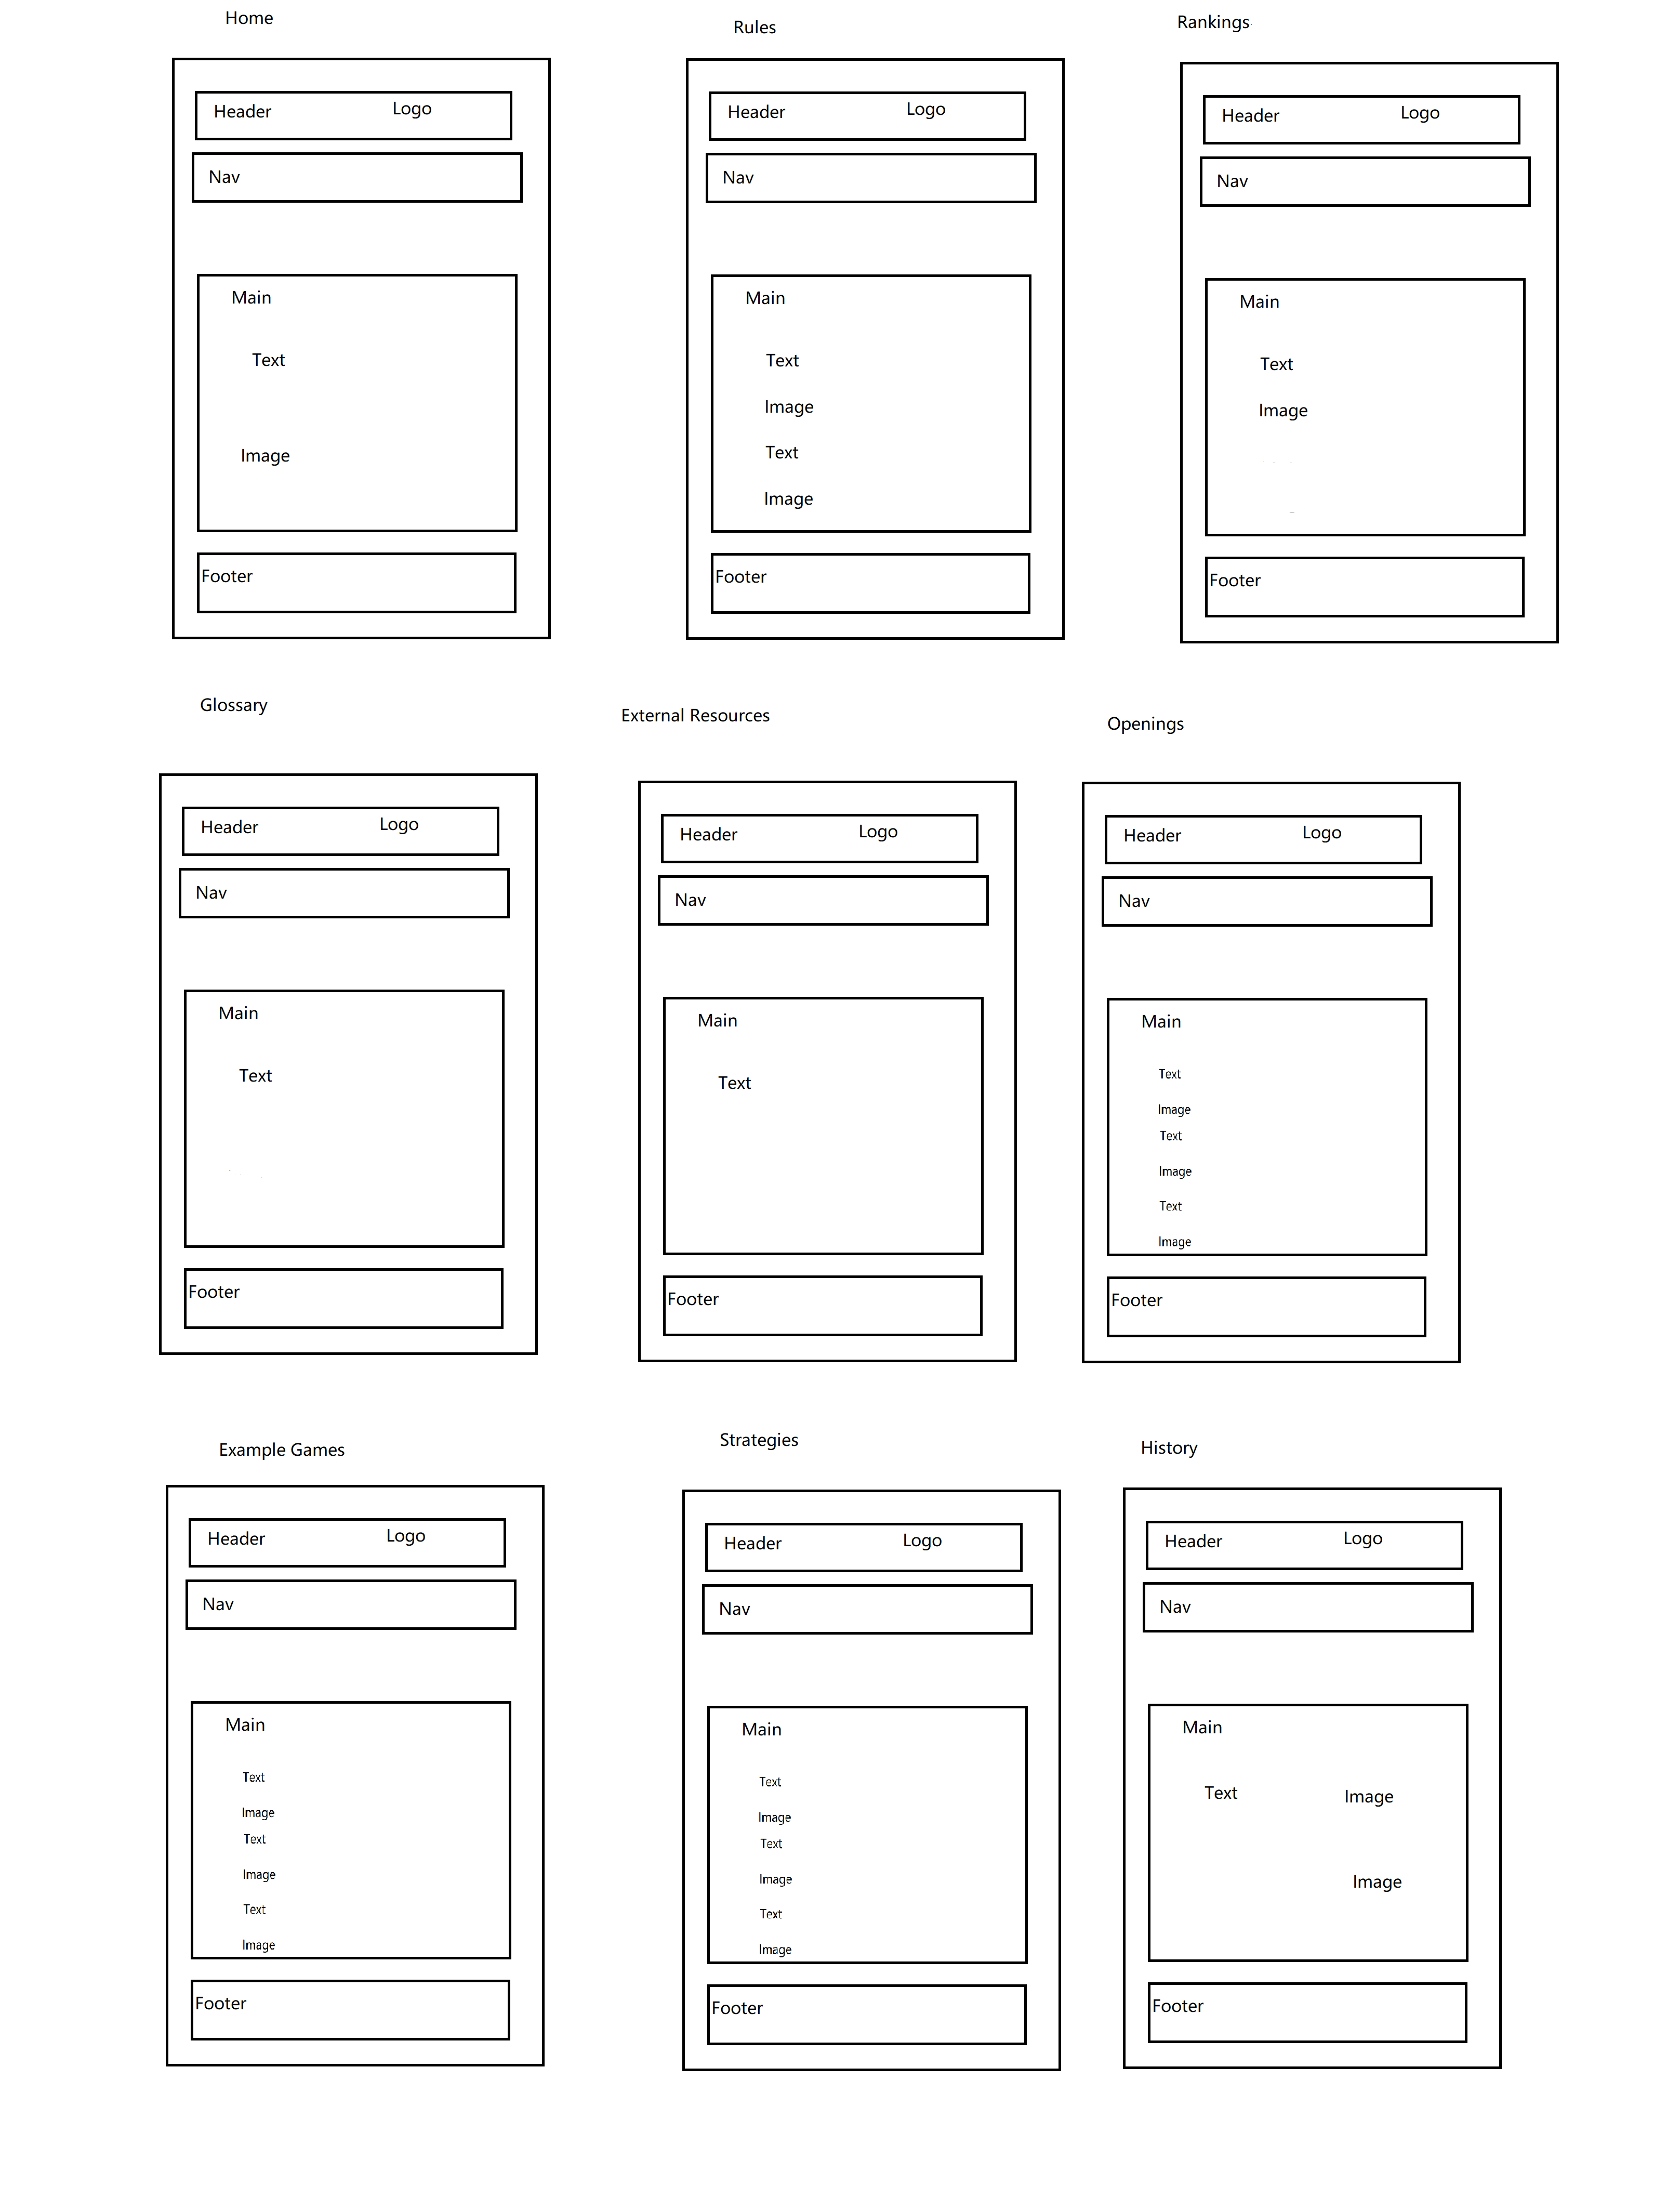 Home
Header Logo
Nav
Main
Text
Image
Footer
Rules
Header Logo
Nav
Main
Text
Image
Text
Image
Footer
Rankings
Header Logo
Nav
Main
Text
Image
Footer
Glossary
Header Logo
Nav
Main
Text
Footer
External Resources
Header Logo
Nav
Main
Text
Footer
Openings
Header Logo
Nav
Main
Text
Image
Text
Image
Text
Image
Footer
Example Games
Header Logo
Nav
Main
Text
Image
Text
Image
Text
Image
Footer
Strategies
Header Logo
Nav
Main
Text
Image
Text
Image
Text
Image
Footer
History
Header Logo
Nav
Main
Text Image
Image
Footer